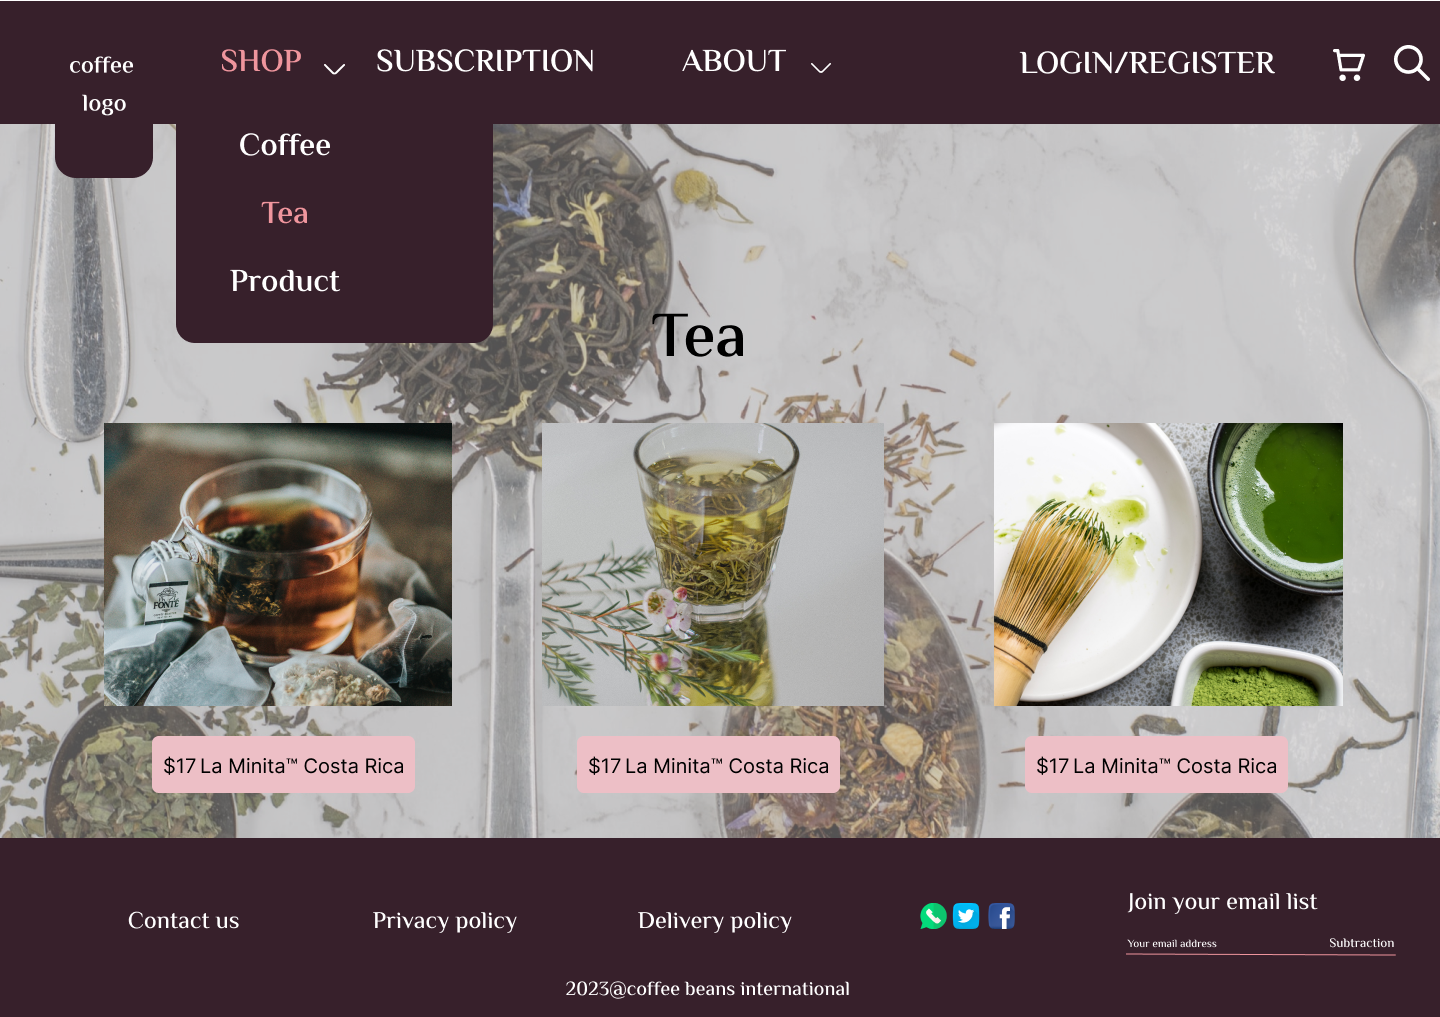 coffee
logo
SHOP
SUBSCRIPTION
ABOUT
LOGIN/REGISTER
Coffee
Tea
Product
Tea
FONTÉ
$17 La Minita™ Costa Rica
$17 La Minita™ Costa Rica
$17 La Minita™ Costa Rica
Contact us
Privacy policy
Delivery policy
Join your email list
Your email address
Subtraction
2023@coffee beans international